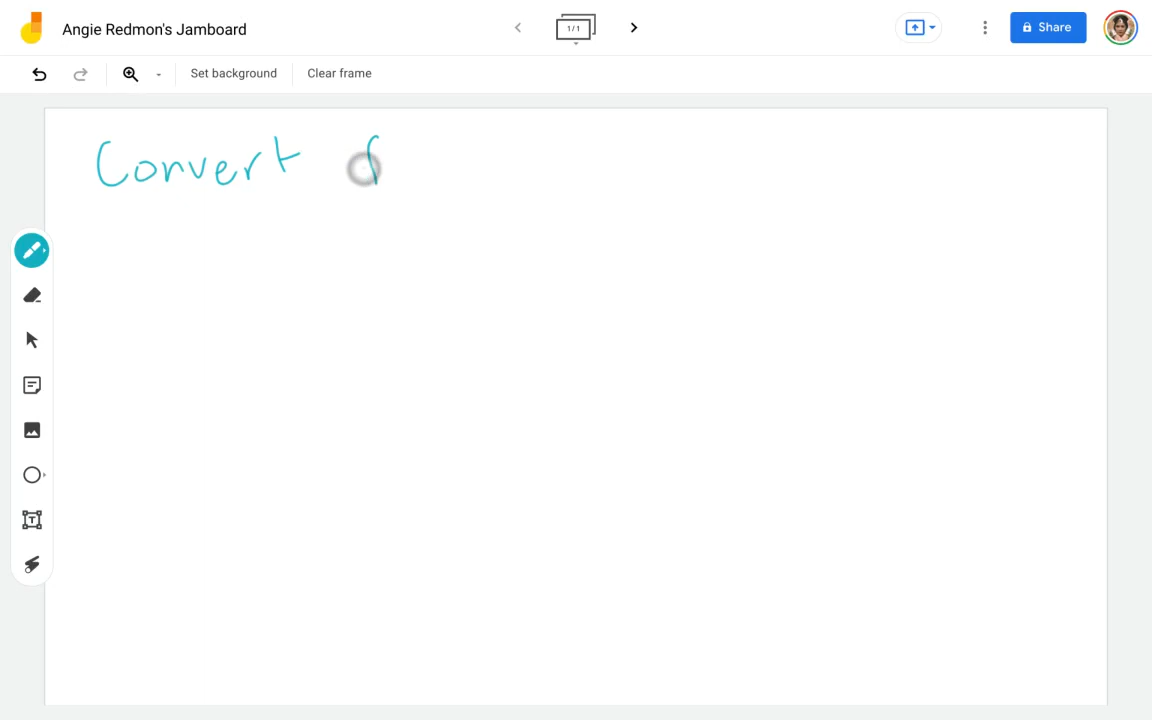 Angie Redmon's Jamboard
1/1
Share
Set background
Clear frame
Convert f